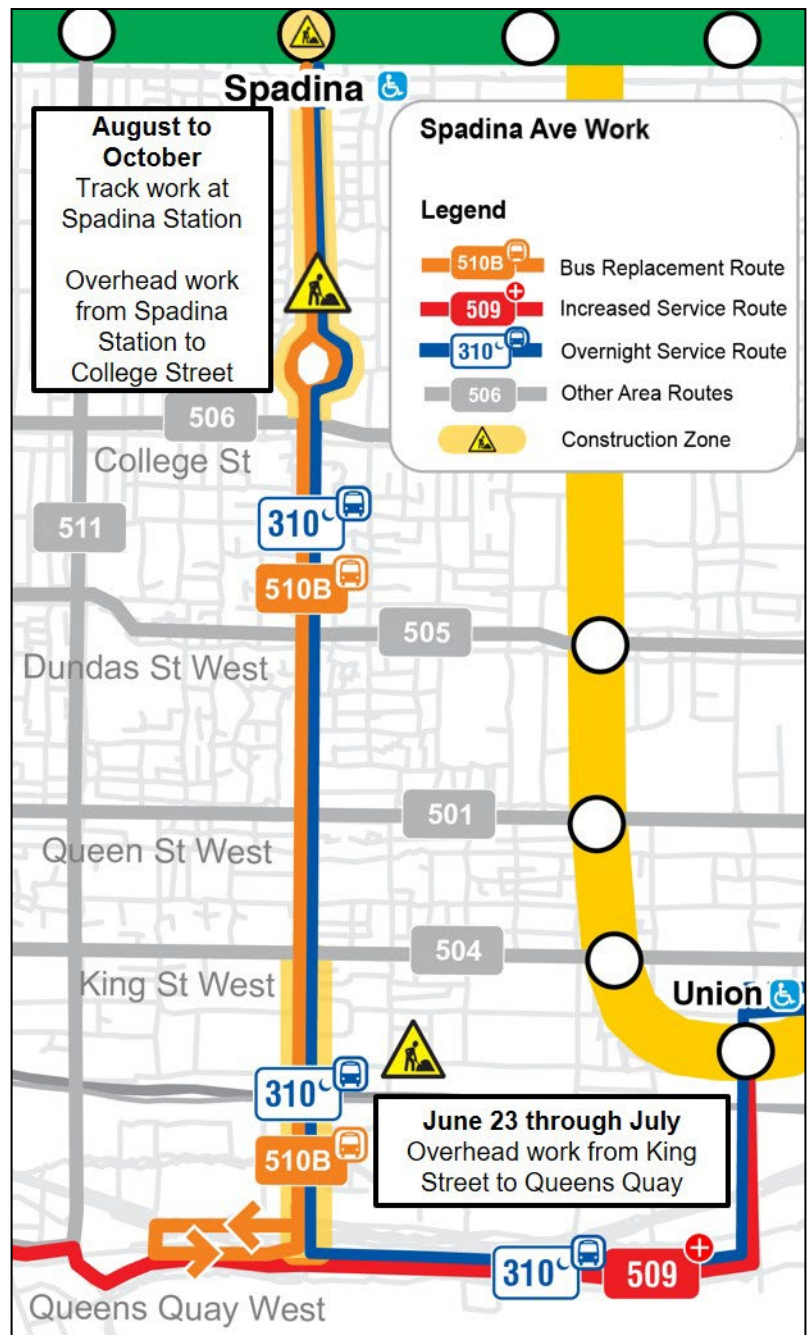 Spadina
August to
October
Track work at
Spadina Station
Overhead work
from Spadina
Station to
College Street
Spadina Ave Work
Legend
510B Bus Replacement Route
509 Increased Service Route
310 Overnight Service Route
506 Other Area Routes
Construction Zone
506
College St
511
310
510B
505
Dundas St West
501
Queen St West
504
King St West
Union
310
510B
June 23 through July
Overhead work from King
Street to Queens Quay
310
509
Queens Quay West